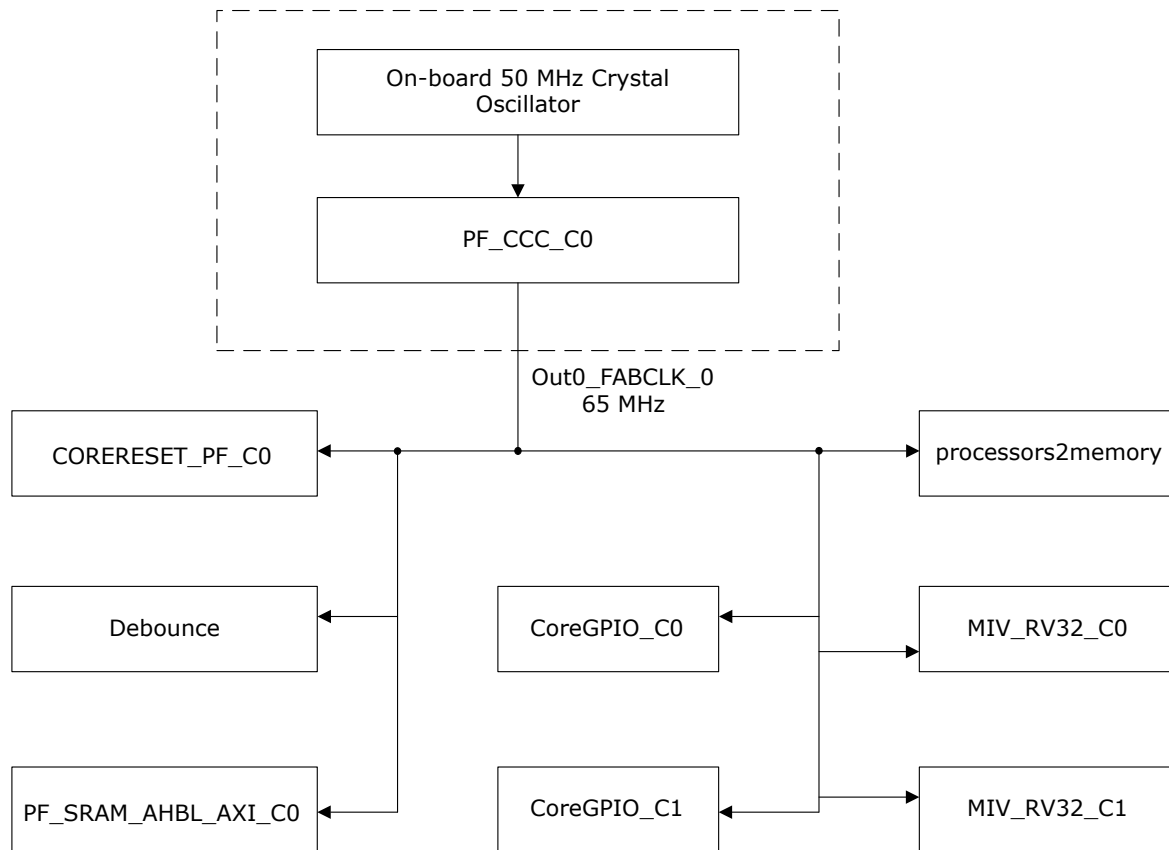 On-board 50 MHz Crystal
Oscillator
PF_CCC_C0
Out0_FABCLK_0
65 MHz
CORERESET_PF_C0
processors2memory
Debounce
CoreGPIO_C0
MIV_RV32_C0
PF_SRAM_AHBL_AXI_C0
CoreGPIO_C1
MIV_RV32_C1